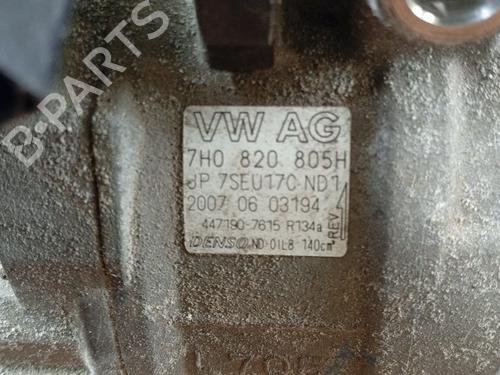 B-PARTS
VW AG
7H0 820 805H
JP 7SEU17C ND1
2007 06 03194
447190-7615 R134a
DENSO ND-OIL8 140cm³
REV